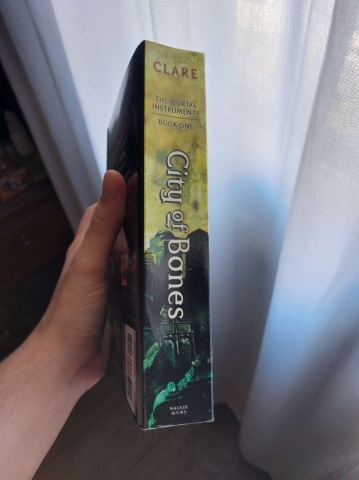 CLARE
THE MORTAL
INSTRUMENTS
BOOK ONE
City of Bones
WALKER
BOOKS